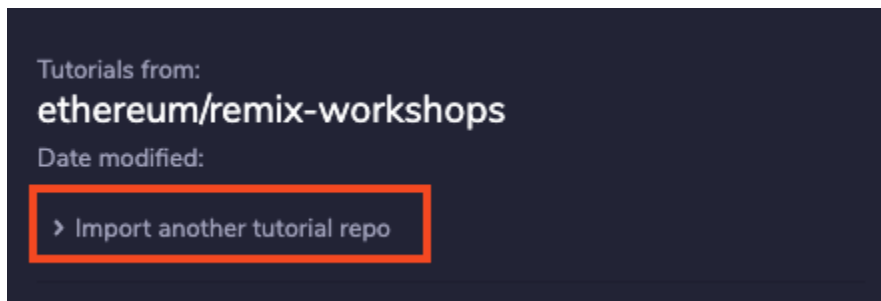 Tutorials from:
ethereum/remix-workshops
Date modified:
Import another tutorial repo